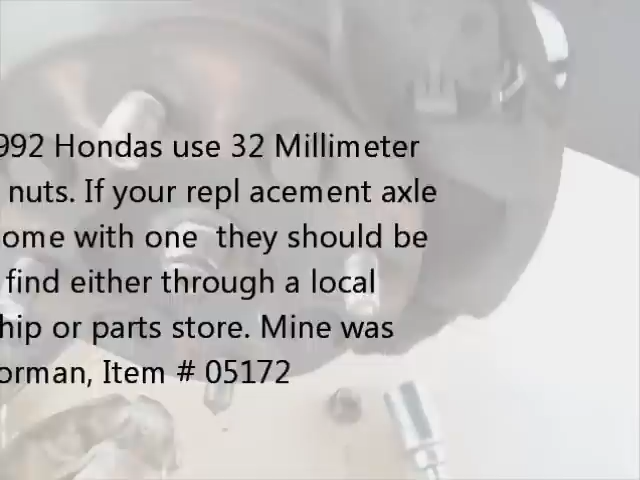 992 Hondas use 32 Millimeter
nuts. If your repl acement axle
ome with one  they should be
find either through a local
hip or parts store. Mine was
orman, Item # 05172